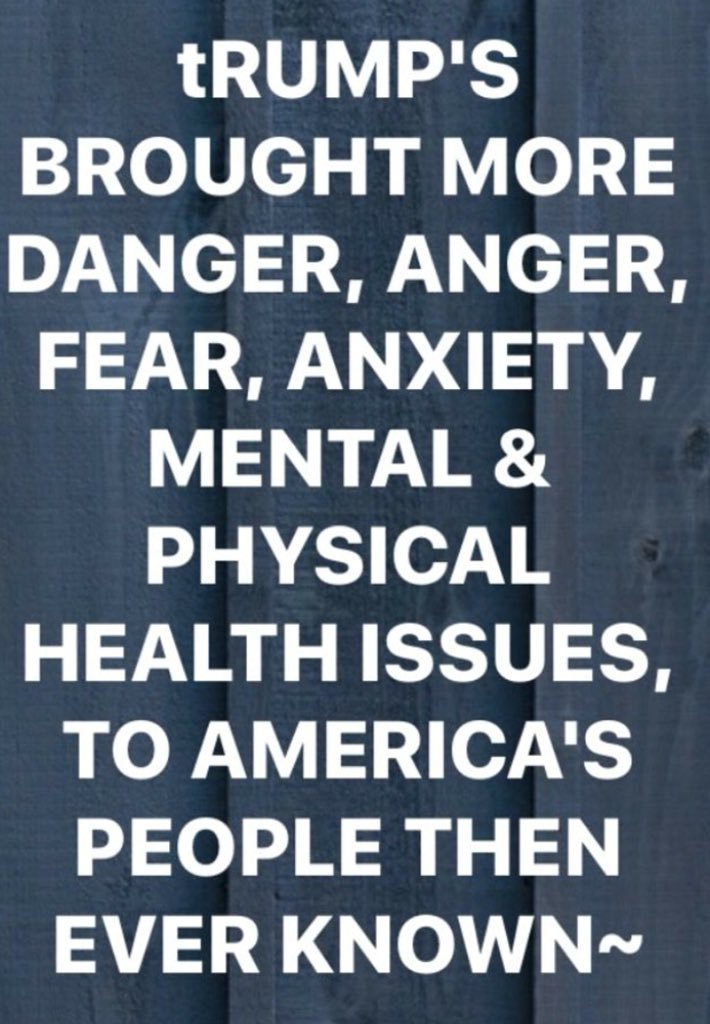 tRUMP'S
BROUGHT MORE
DANGER, ANGER,
FEAR, ANXIETY,
MENTAL &
PHYSICAL
HEALTH ISSUES,
TO AMERICA'S
PEOPLE THEN
EVER KNOWN~